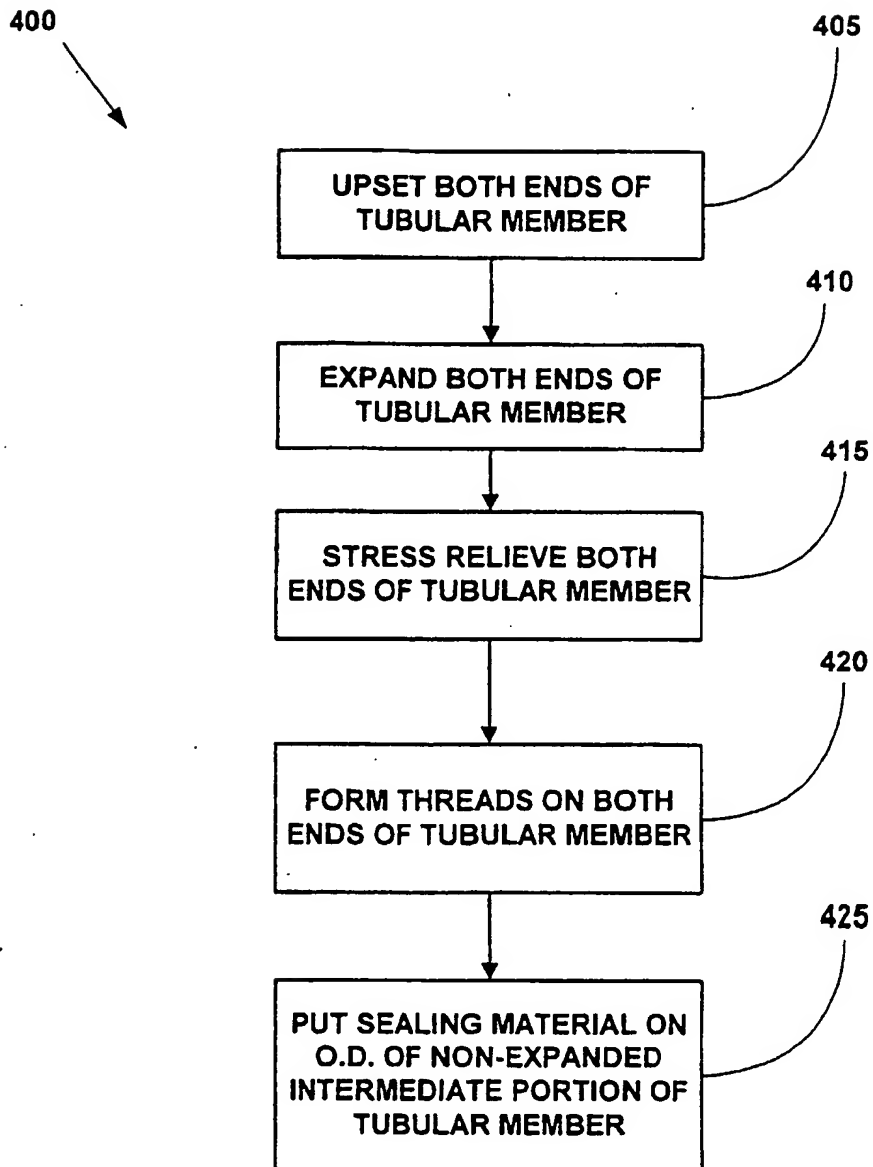 400
405
UPSET BOTH ENDS OF
TUBULAR MEMBER
410
EXPAND BOTH ENDS OF
TUBULAR MEMBER
415
STRESS RELIEVE BOTH
ENDS OF TUBULAR MEMBER
420
FORM THREADS ON BOTH
ENDS OF TUBULAR MEMBER
425
PUT SEALING MATERIAL ON
O.D. OF NON-EXPANDED
INTERMEDIATE PORTION OF
TUBULAR MEMBER